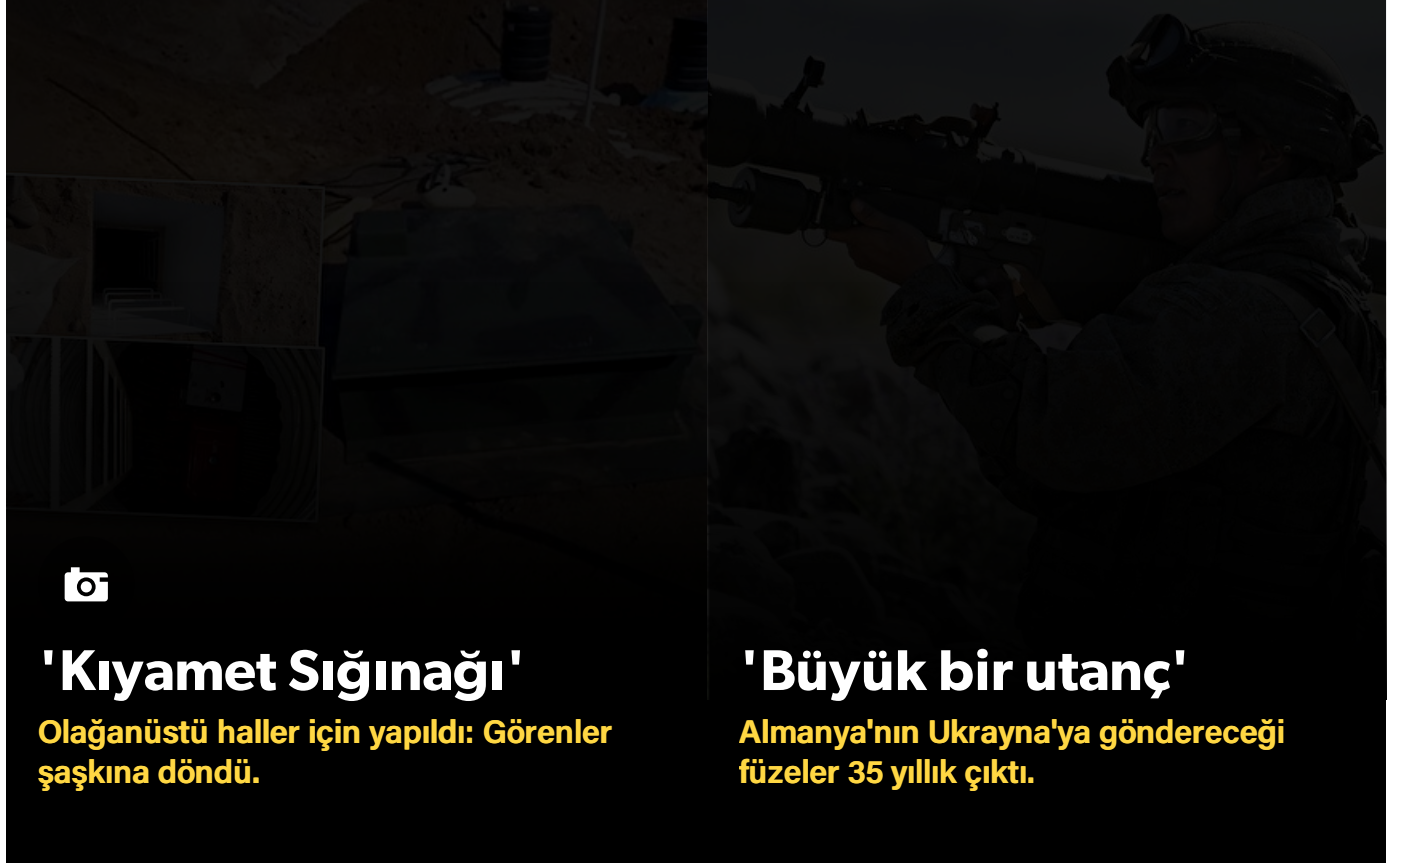 'Kıyamet Sığınağı'
Olağanüstü haller için yapıldı: Görenler
şaşkına döndü.
'Büyük bir utanç'
Almanya'nın Ukrayna'ya göndereceği
füzeler 35 yıllık çıktı.